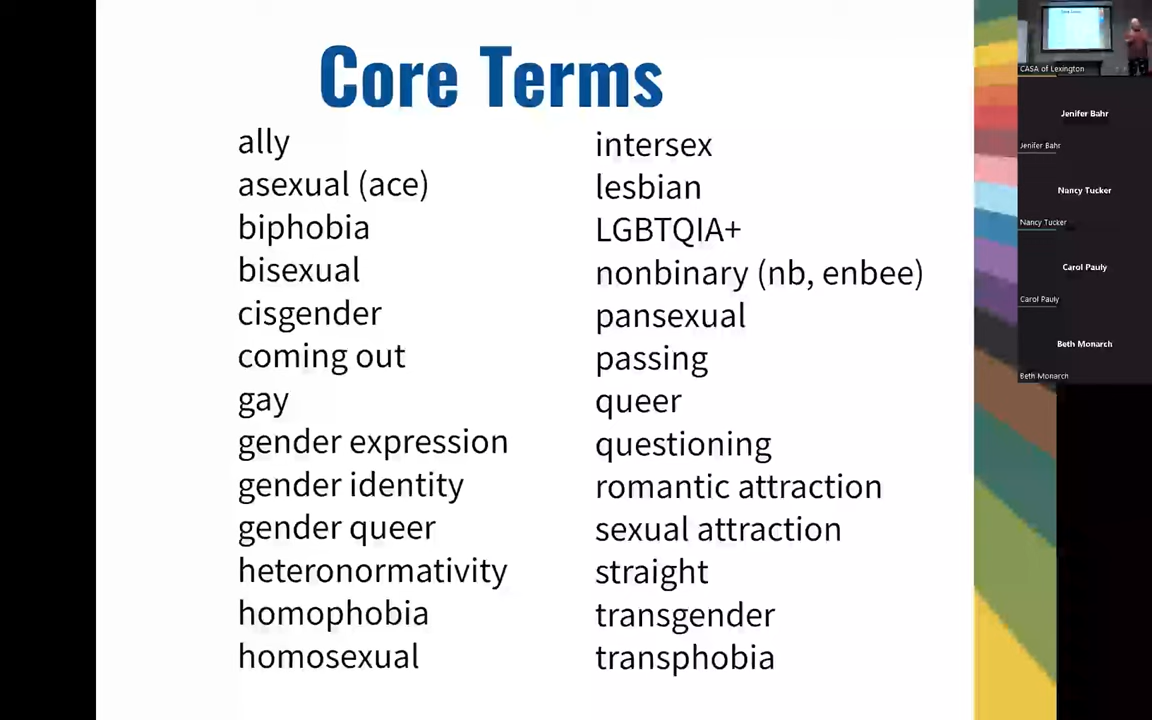 Core Terms
ally
asexual (ace)
biphobia
bisexual
cisgender
coming out
gay
gender expression
gender identity
gender queer
heteronormativity
homophobia
homosexual
intersex
lesbian
LGBTQIA+
nonbinary (nb, enbee)
pansexual
passing
queer
questioning
romantic attraction
sexual attraction
straight
transgender
transphobia
CASA of Lexington
Jenifer Bahr
Jenifer Bahr
Nancy Tucker
Nancy Tucker
Carol Pauly
Carol Pauly
Beth Monarch
Beth Monarch